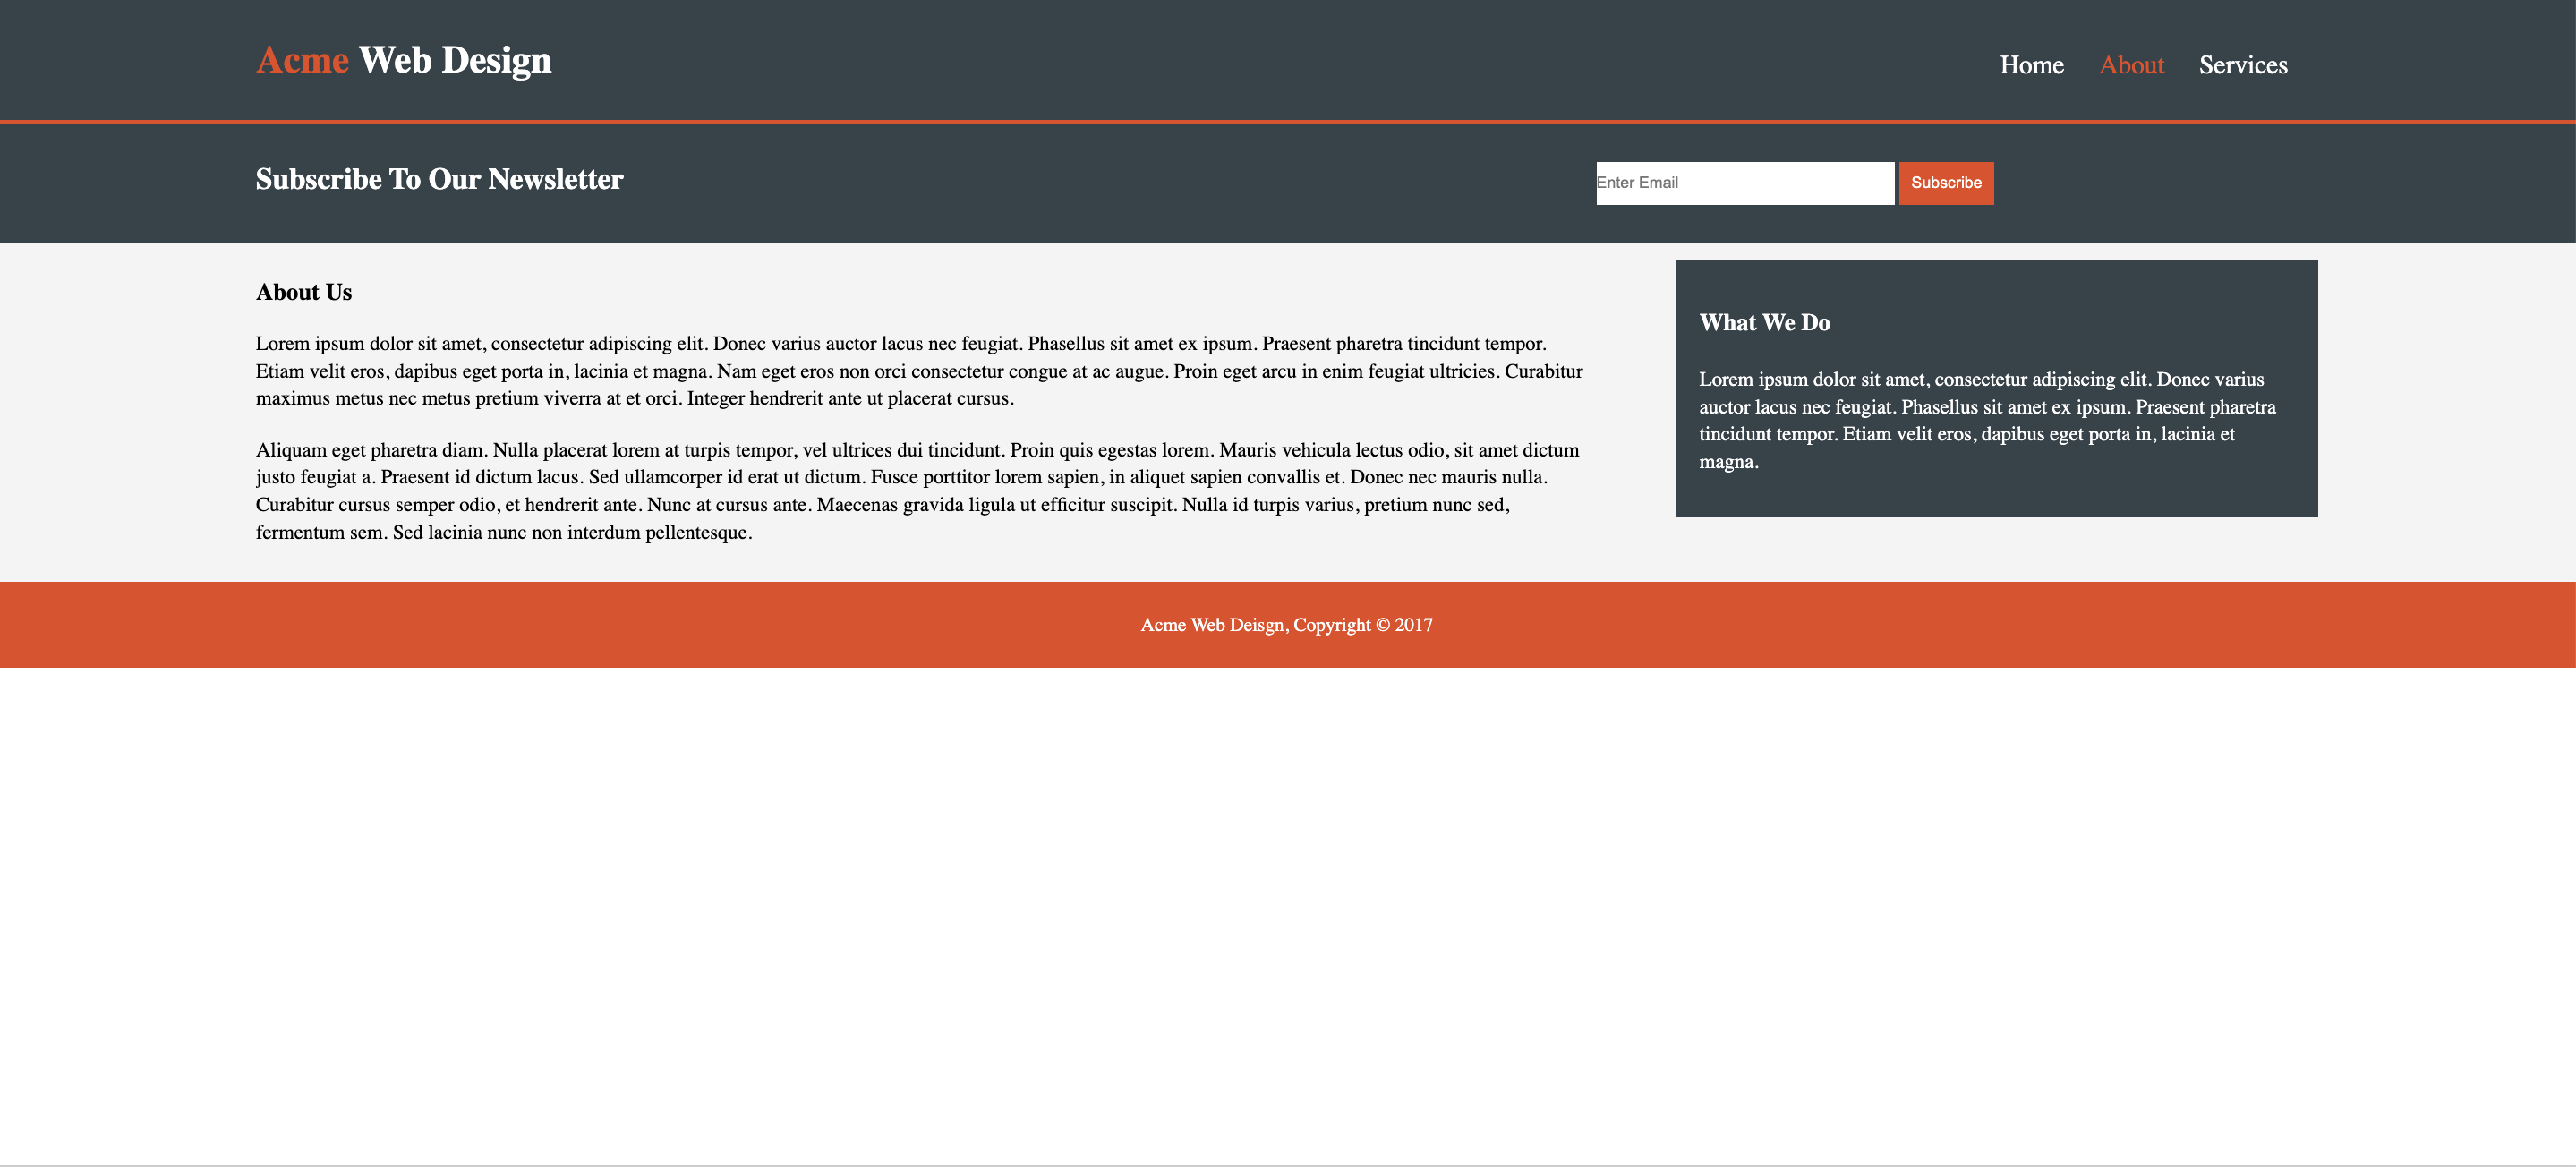 Acme Web Design
Home About Services
Subscribe To Our Newsletter
Enter Email Subscribe
About Us
Lorem ipsum dolor sit amet, consectetur adipiscing elit. Donec varius auctor lacus nec feugiat. Phasellus sit amet ex ipsum. Praesent pharetra tincidunt tempor.
Etiam velit eros, dapibus eget porta in, lacinia et magna. Nam eget eros non orci consectetur congue at ac augue. Proin eget arcu in enim feugiat ultricies. Curabitur
maximus metus nec metus pretium viverra at et orci. Integer hendrerit ante ut placerat cursus.
Aliquam eget pharetra diam. Nulla placerat lorem at turpis tempor, vel ultrices dui tincidunt. Proin quis egestas lorem. Mauris vehicula lectus odio, sit amet dictum
justo feugiat a. Praesent id dictum lacus. Sed ullamcorper id erat ut dictum. Fusce porttitor lorem sapien, in aliquet sapien convallis et. Donec nec mauris nulla.
Curabitur cursus semper odio, et hendrerit ante. Nunc at cursus ante. Maecenas gravida ligula ut efficitur suscipit. Nulla id turpis varius, pretium nunc sed,
fermentum sem. Sed lacinia nunc non interdum pellentesque.
What We Do
Lorem ipsum dolor sit amet, consectetur adipiscing elit. Donec varius
auctor lacus nec feugiat. Phasellus sit amet ex ipsum. Praesent pharetra
tincidunt tempor. Etiam velit eros, dapibus eget porta in, lacinia et
magna.
Acme Web Deisgn, Copyright © 2017